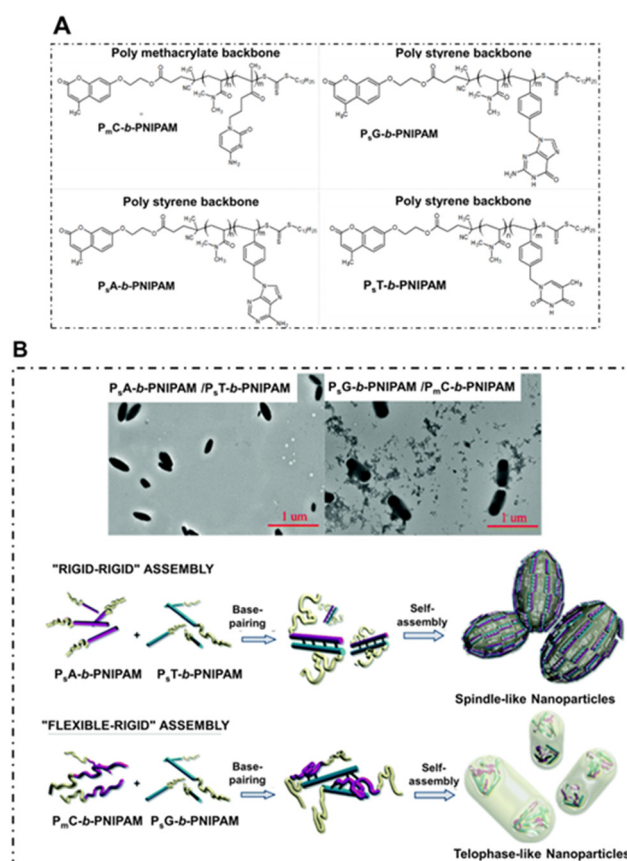 A
Poly methacrylate backbone
Poly styrene backbone
PmC-b-PNIPAM
PsG-b-PNIPAM
Poly styrene backbone
Poly styrene backbone
PsA-b-PNIPAM
PsT-b-PNIPAM
B
PsA-b-PNIPAM /PsT-b-PNIPAM
PsG-b-PNIPAM /PmC-b-PNIPAM
1 um
1 um
"RIGID-RIGID" ASSEMBLY
Base-
pairing
Self-
assembly
+
PsA-b-PNIPAM
PsT-b-PNIPAM
Spindle-like Nanoparticles
"FLEXIBLE-RIGID" ASSEMBLY
Base-
pairing
Self-
assembly
+
PmC-b-PNIPAM
PsG-b-PNIPAM
Telophase-like Nanoparticles